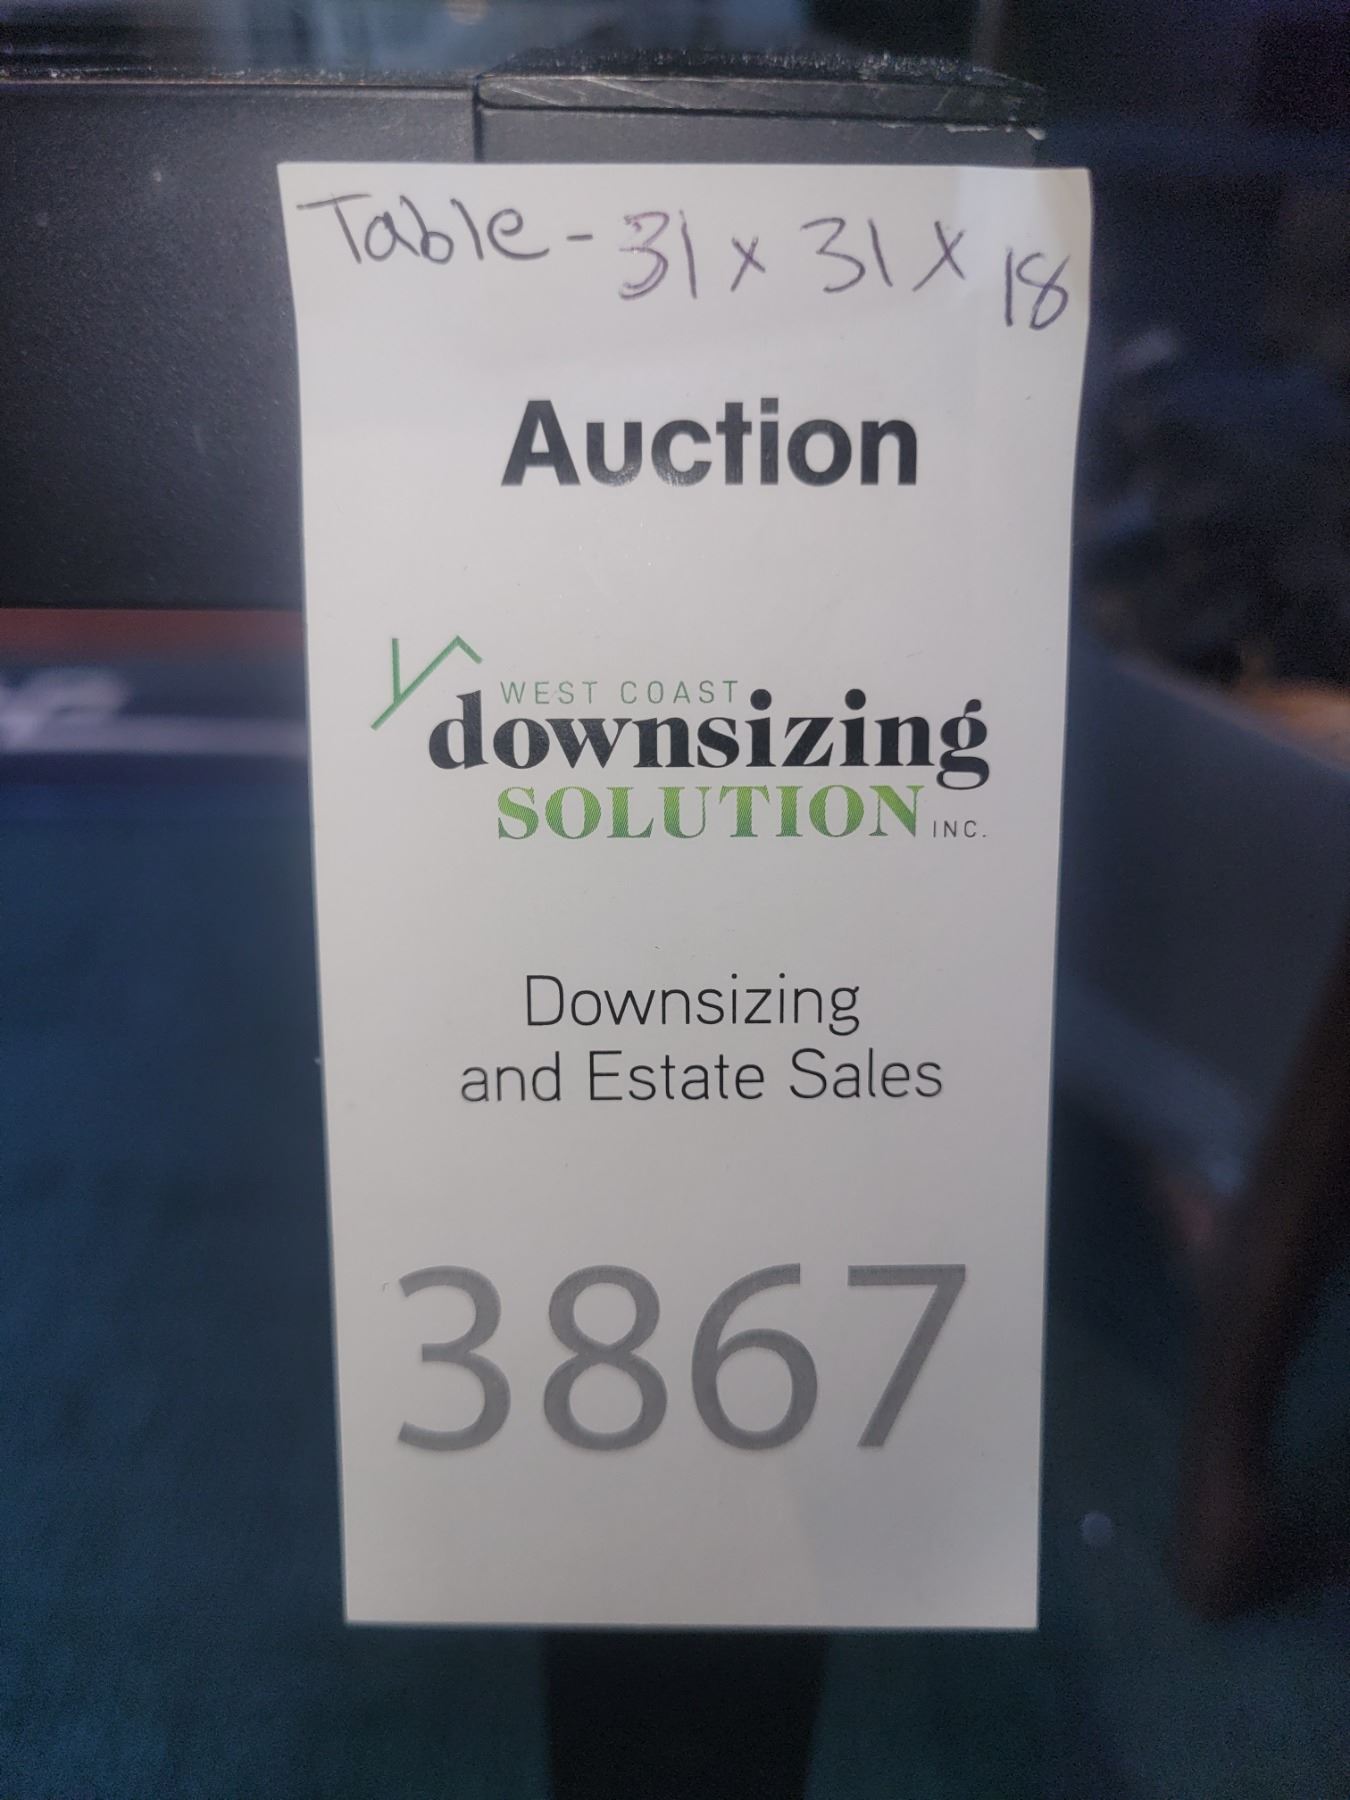 Table - 31 x 31 x 18
Auction
WEST COAST
downsizing
SOLUTION INC.
Downsizing
and Estate Sales
3867